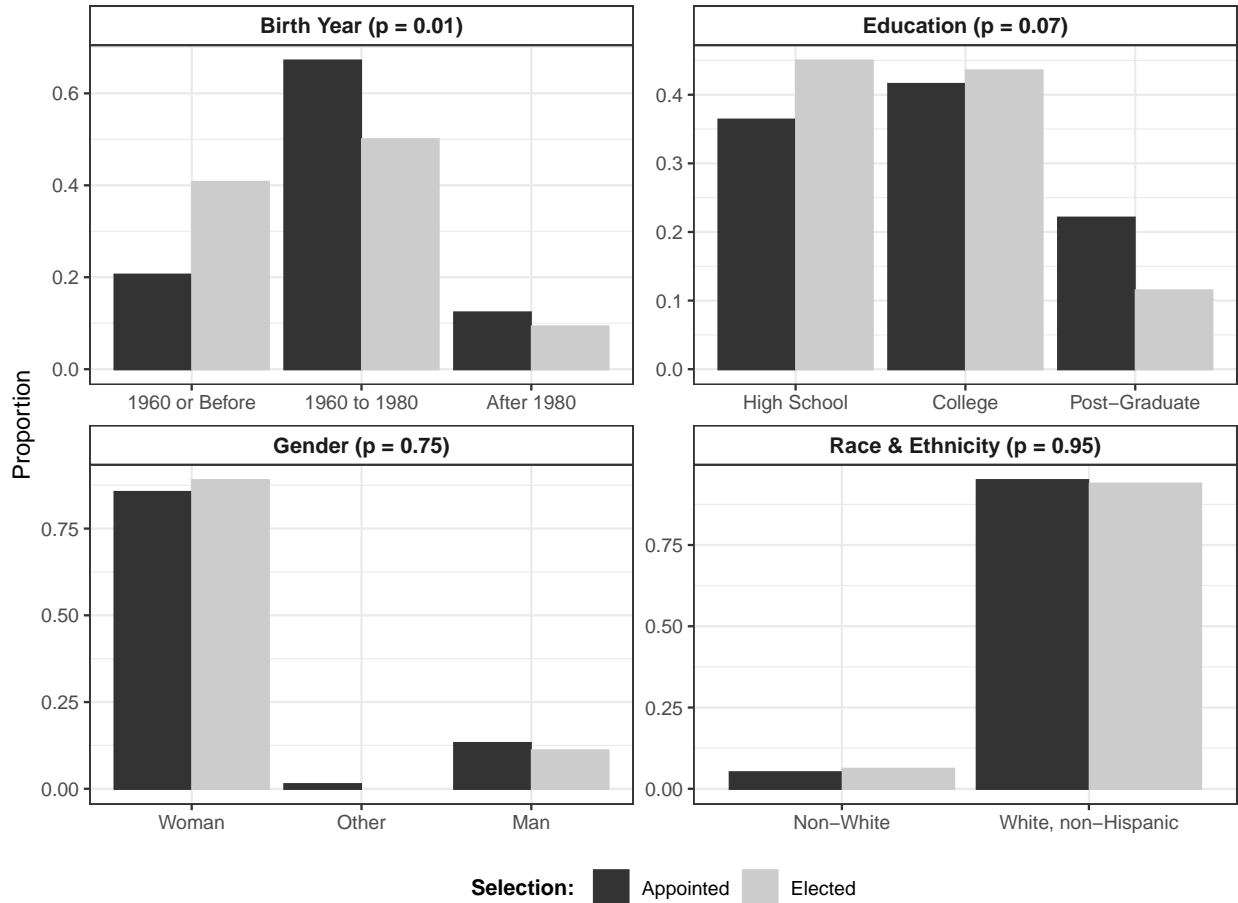 Birth Year (p = 0.01)
Education (p = 0.07)
0.6
0.4
0.2
0.0
0.4
0.3
0.2
0.1
0.0
1960 or Before
1960 to 1980
After 1980
High School
College
Post−Graduate
Proportion
Gender (p = 0.75)
Race & Ethnicity (p = 0.95)
0.75
0.50
0.25
0.00
0.75
0.50
0.25
0.00
Woman
Other
Man
Non−White
White, non−Hispanic
Selection: Appointed Elected